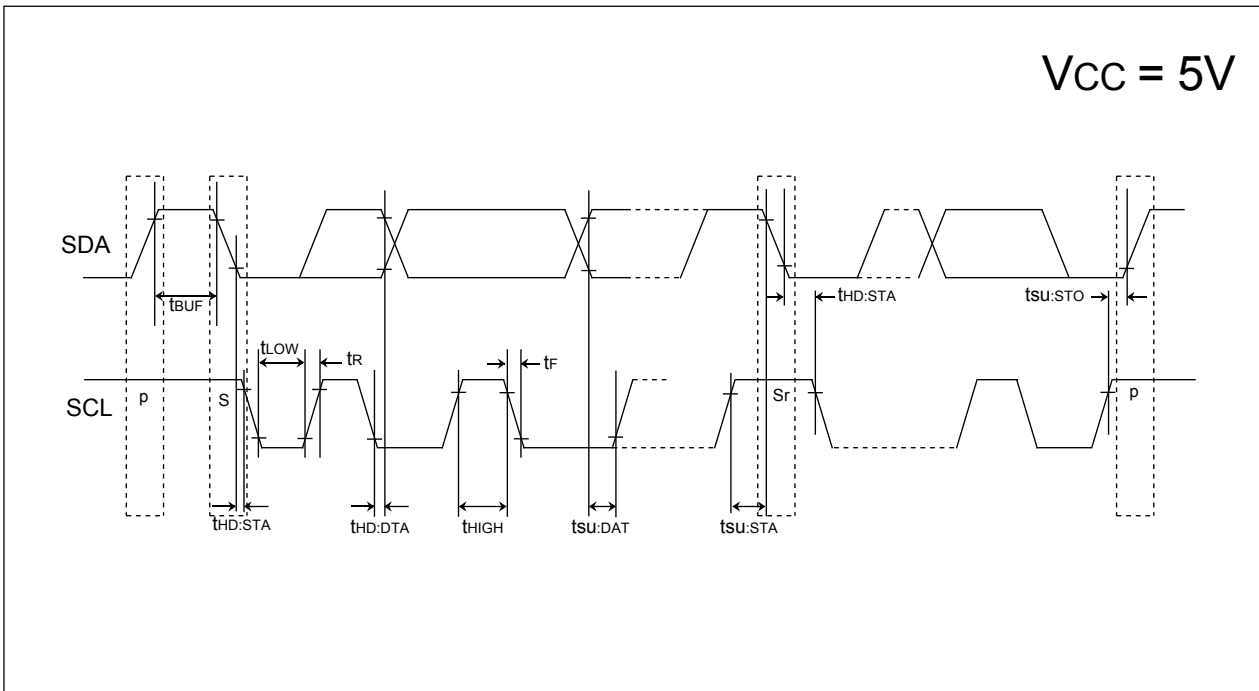 VCC = 5V
SDA
tBUF
tHD:STA
tsu:STO
tLOW
tR
tF
SCL
p
S
Sr
p
tHD:STA
tHD:DTA
tHIGH
tsu:DAT
tsu:STA